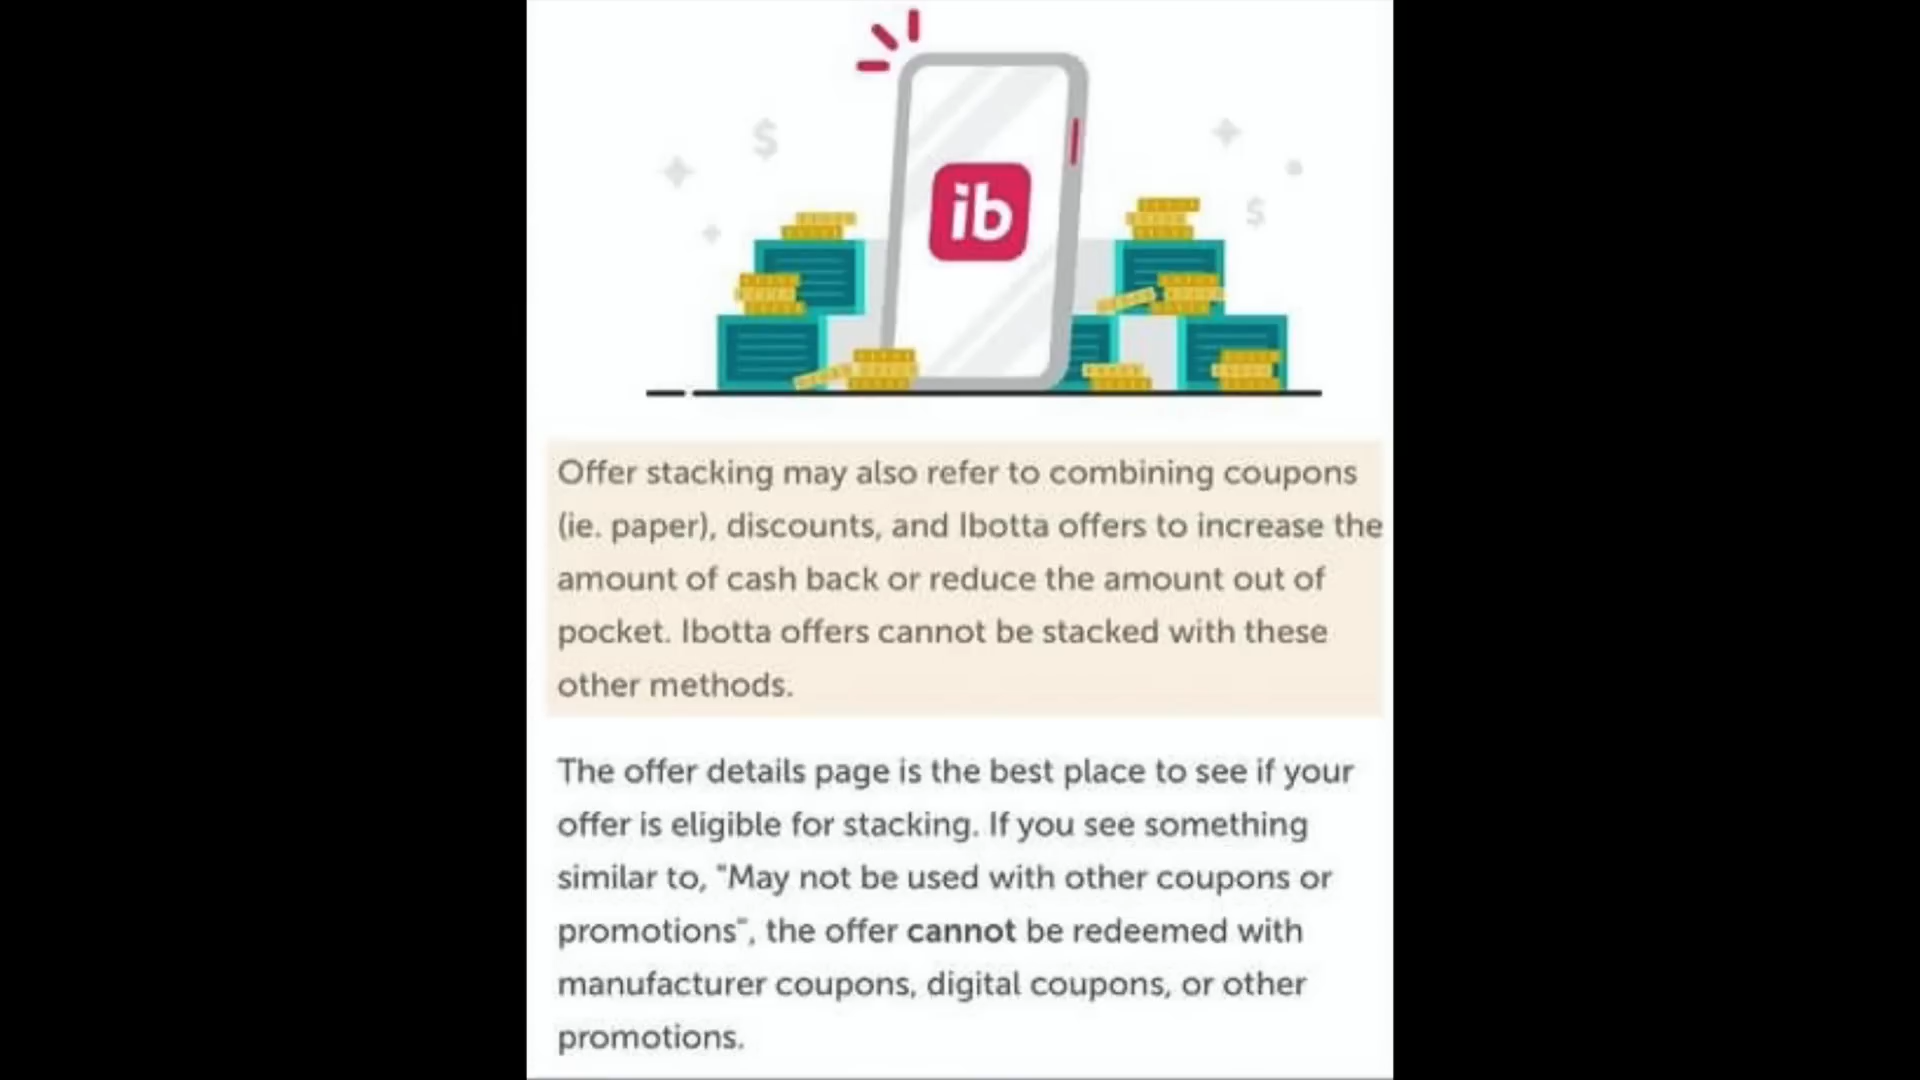 ib
Offer stacking may also refer to combining coupons
(ie. paper), discounts, and Ibotta offers to increase the
amount of cash back or reduce the amount out of
pocket. Ibotta offers cannot be stacked with these
other methods.
The offer details page is the best place to see if your
offer is eligible for stacking. If you see something
similar to, "May not be used with other coupons or
promotions", the offer cannot be redeemed with
manufacturer coupons, digital coupons, or other
promotions.